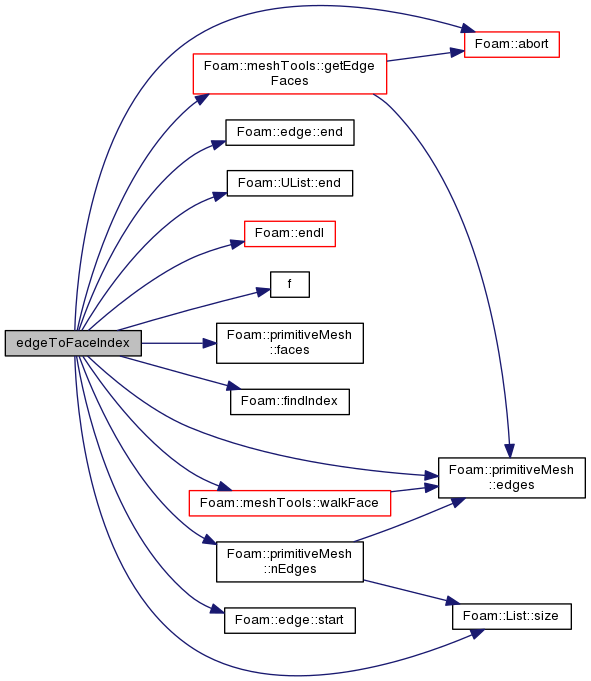 Foam::abort
Foam::meshTools::getEdge
Faces
Foam::edge::end
Foam::UList::end
Foam::endl
f
edgeToFaceIndex
Foam::primitiveMesh
::faces
Foam::findIndex
Foam::primitiveMesh
::edges
Foam::meshTools::walkFace
Foam::primitiveMesh
::nEdges
Foam::edge::start
Foam::List::size